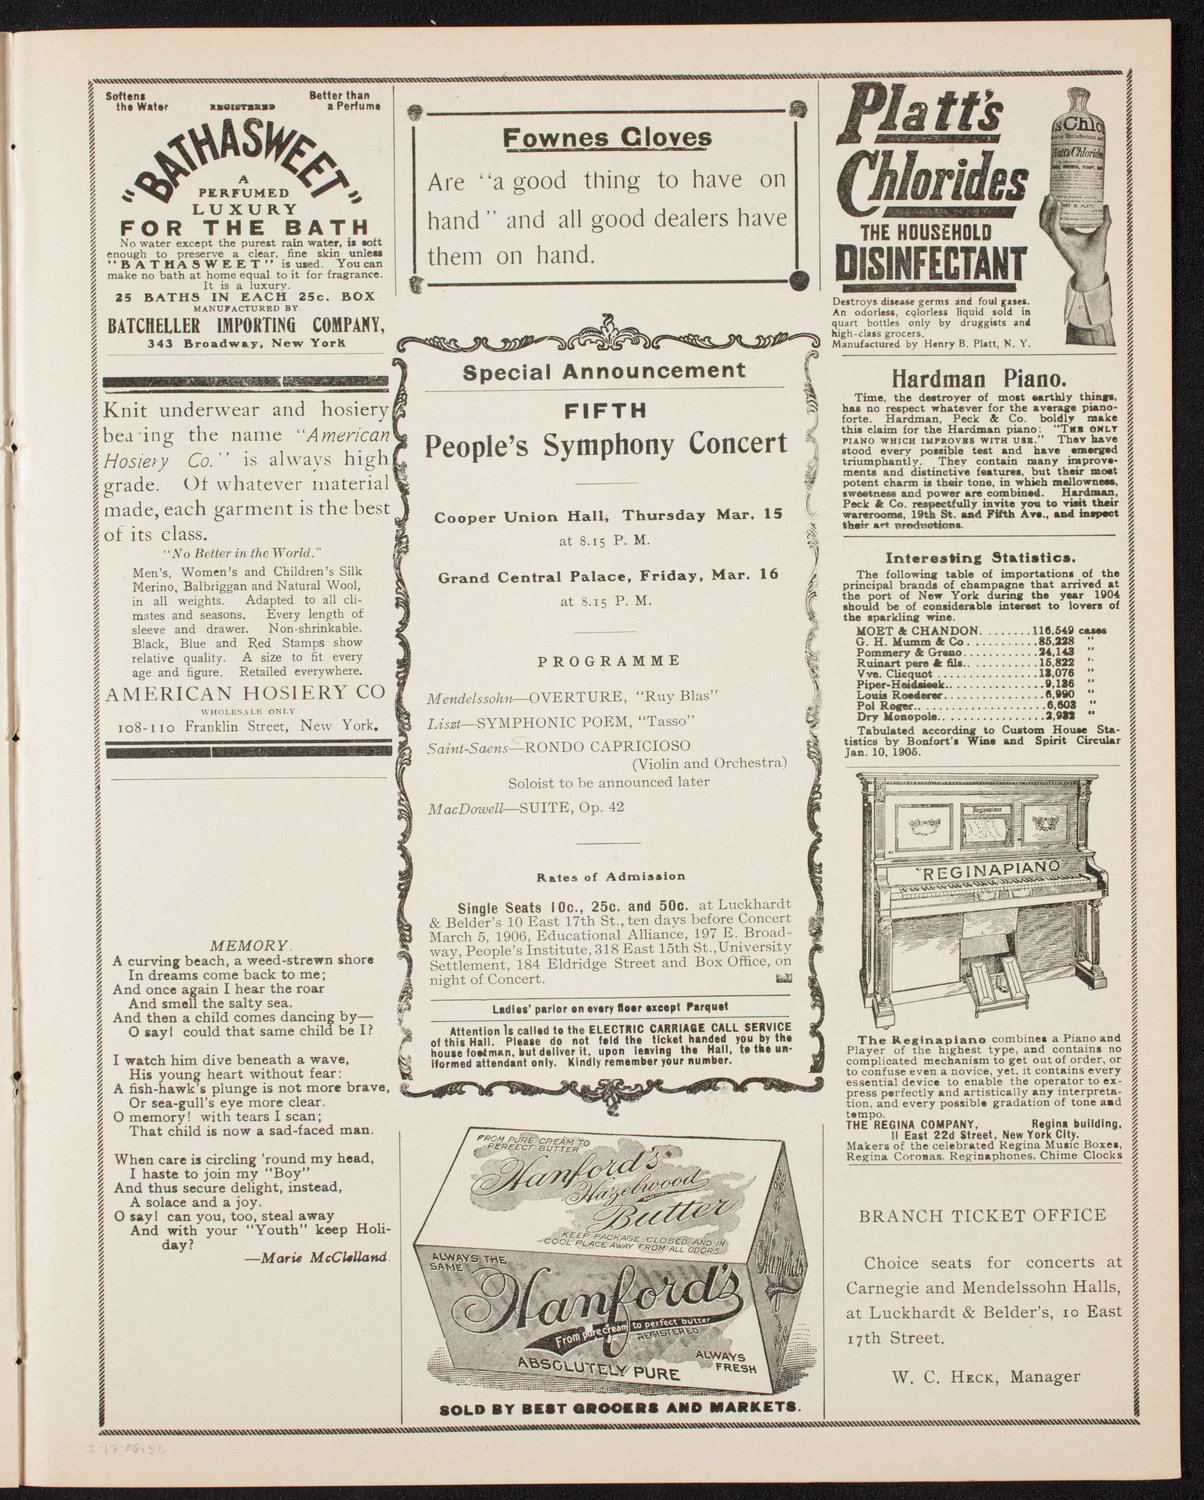 Softens
the Water
REGISTERED
Better than
a Perfume
"BATHASWEET"
A
PERFUMED
LUXURY
FOR THE BATH
No water except the purest rain water, is soft
enough to preserve a clear, fine skin unless
"BATHASWEET" is used. You can
make no bath at home equal to it for fragrance.
It is a luxury.
25 BATHS IN EACH 25c. BOX
MANUFACTURED BY
BATCHELLER IMPORTING COMPANY,
343 Broadway, New York
Knit underwear and hosiery
bearing the name "American
Hosiery Co." is always high
grade. Of whatever material
made, each garment is the best
of its class.
"No Better in the World."
Men's, Women's and Children's Silk
Merino, Balbriggan and Natural Wool,
in all weights. Adapted to all cli-
mates and seasons. Every length of
sleeve and drawer. Non-shrinkable.
Black, Blue and Red Stamps show
relative quality. A size to fit every
age and figure. Retailed everywhere.
AMERICAN HOSIERY CO
WHOLESALE ONLY
108-110 Franklin Street, New York.
MEMORY.
A curving beach, a weed-strewn shore
In dreams come back to me;
And once again I hear the roar
And smell the salty sea.
And then a child comes dancing by—
O say! could that same child be I?
I watch him dive beneath a wave,
His young heart without fear:
A fish-hawk's plunge is not more brave,
Or sea-gull's eye more clear.
O memory! with tears I scan;
That child is now a sad-faced man.
When care is circling 'round my head,
I haste to join my "Boy"
And thus secure delight, instead,
A solace and a joy.
O say! can you, too, steal away
And with your "Youth" keep Holi-
day?
—Marie McClelland.
Fownes Gloves
Are "a good thing to have on
hand" and all good dealers have
them on hand.
Special Announcement
FIFTH
People's Symphony Concert
Cooper Union Hall, Thursday Mar. 15
at 8.15 P. M.
Grand Central Palace, Friday, Mar. 16
at 8.15 P. M.
PROGRAMME
Mendelssohn—OVERTURE, "Ruy Blas"
Liszt—SYMPHONIC POEM, "Tasso"
Saint-Saens—RONDO CAPRICIOSO
(Violin and Orchestra)
Soloist to be announced later
MacDowell—SUITE, Op. 42
Rates of Admission
Single Seats 10c., 25c. and 50c. at Luckhardt
& Belder's 10 East 17th St., ten days before Concert
March 5, 1906, Educational Alliance, 197 E. Broad-
way, People's Institute, 318 East 15th St., University
Settlement, 184 Eldridge Street and Box Office, on
night of Concert.
Ladies' parlor on every floor except Parquet
Attention is called to the ELECTRIC CARRIAGE CALL SERVICE
of this Hall. Please do not fold the ticket handed you by the
house footman, but deliver it, upon leaving the Hall, to the un-
iformed attendant only. Kindly remember your number.
FROM PURE CREAM TO
PERFECT BUTTER
Hanford's
Hazelwood
Butter
KEEP PACKAGE CLOSED AND IN
COOL PLACE AWAY FROM ALL ODORS
ALWAYS THE
SAME
Hanford's
From pure cream to perfect butter
REGISTERED
ABSOLUTELY PURE
ALWAYS
FRESH
Hanford's
SOLD BY BEST GROCERS AND MARKETS.
Platt's
Chlorides
THE HOUSEHOLD
DISINFECTANT
Destroys disease germs and foul gases.
An odorless, colorless liquid sold in
quart bottles only by druggists and
high-class grocers.
Manufactured by Henry B. Platt, N. Y.
Hardman Piano.
Time, the destroyer of most earthly things,
has no respect whatever for the average piano-
forte. Hardman, Peck & Co. boldly make
this claim for the Hardman piano: "THE ONLY
PIANO WHICH IMPROVES WITH USE." They have
stood every possible test and have emerged
triumphantly. They contain many improve-
ments and distinctive features, but their most
potent charm is their tone, in which mellowness,
sweetness and power are combined. Hardman,
Peck & Co. respectfully invite you to visit their
warerooms, 19th St. and Fifth Ave., and inspect
their art productions.
Interesting Statistics.
The following table of importations of the
principal brands of champagne that arrived at
the port of New York during the year 1904
should be of considerable interest to lovers of
the sparkling wine.
MOET & CHANDON........116,549 cases
G. H. Mumm & Co...........85,228 "
Pommery & Greno...........24,143 "
Ruinart pere & fils...........15,822 "
Vve. Clicquot................13,076 "
Piper-Heidsieck..............9,136 "
Louis Roederer................6,990 "
Pol Roger.....................6,603 "
Dry Monopole.................2,932 "
Tabulated according to Custom House Sta-
tistics by Bonfort's Wine and Spirit Circular
Jan. 10, 1905.
REGINAPIANO
The Reginapiano combines a Piano and
Player of the highest type, and contains no
complicated mechanism to get out of order, or
to confuse even a novice, yet, it contains every
essential device to enable the operator to ex-
press perfectly and artistically any interpreta-
tion, and every possible gradation of tone and
tempo.
THE REGINA COMPANY, Regina building,
11 East 22d Street, New York City.
Makers of the celebrated Regina Music Boxes,
Regina Coronas. Reginaphones. Chime Clocks
BRANCH TICKET OFFICE
Choice seats for concerts at
Carnegie and Mendelssohn Halls,
at Luckhardt & Belder's, 10 East
17th Street.
W. C. HECK, Manager